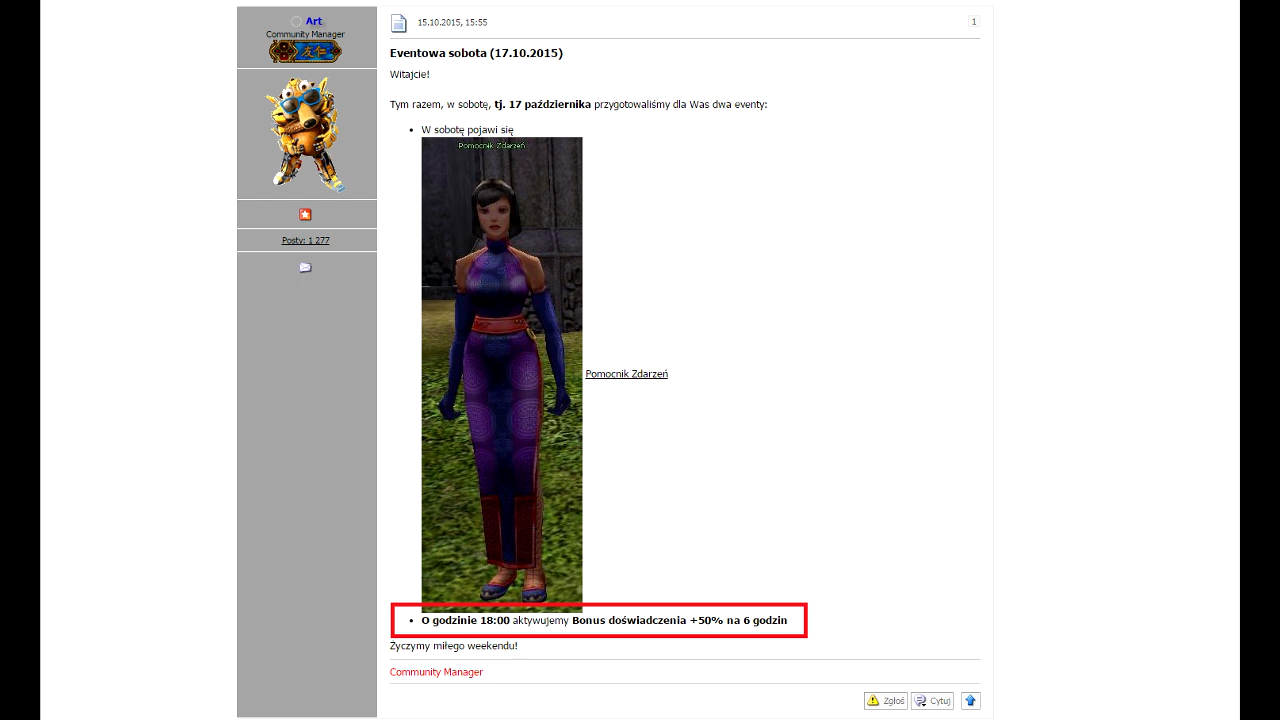 Art
Community Manager
友仁
Posty: 1 277
15.10.2015, 15:55
1
Eventowa sobota (17.10.2015)
Witajcie!
Tym razem, w sobotę, tj. 17 października przygotowaliśmy dla Was dwa eventy:
• W sobotę pojawi się
Pomocnik Zdarzeń
Pomocnik Zdarzeń
• O godzinie 18:00 aktywujemy Bonus doświadczenia +50% na 6 godzin
Życzymy miłego weekendu!
Community Manager
Zgłoś
Cytuj